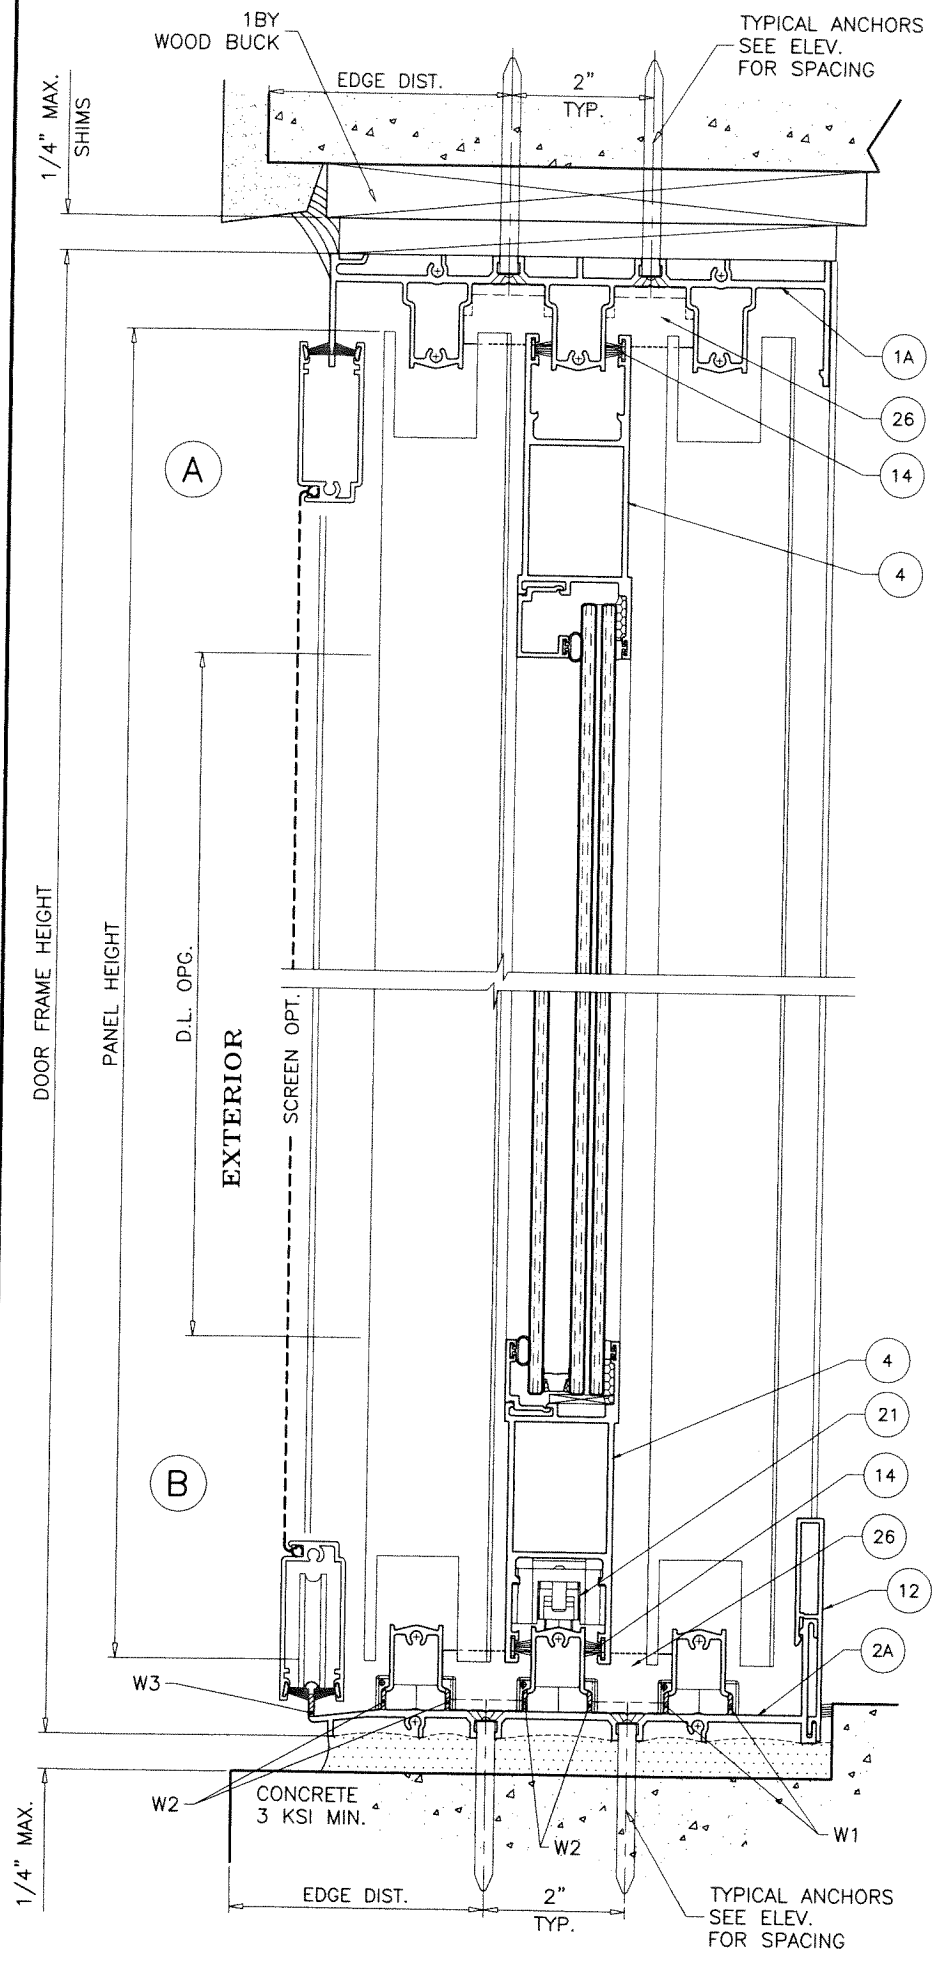 1BY
WOOD BUCK
TYPICAL ANCHORS
SEE ELEV.
FOR SPACING
EDGE DIST.
2"
TYP.
1/4" MAX.
SHIMS
1A
26
14
4
A
DOOR FRAME HEIGHT
PANEL HEIGHT
D.L. OPG.
EXTERIOR
SCREEN OPT.
4
21
14
26
12
2A
B
W3
W2
CONCRETE
3 KSI MIN.
W2
W1
1/4" MAX.
EDGE DIST.
2"
TYP.
TYPICAL ANCHORS
SEE ELEV.
FOR SPACING